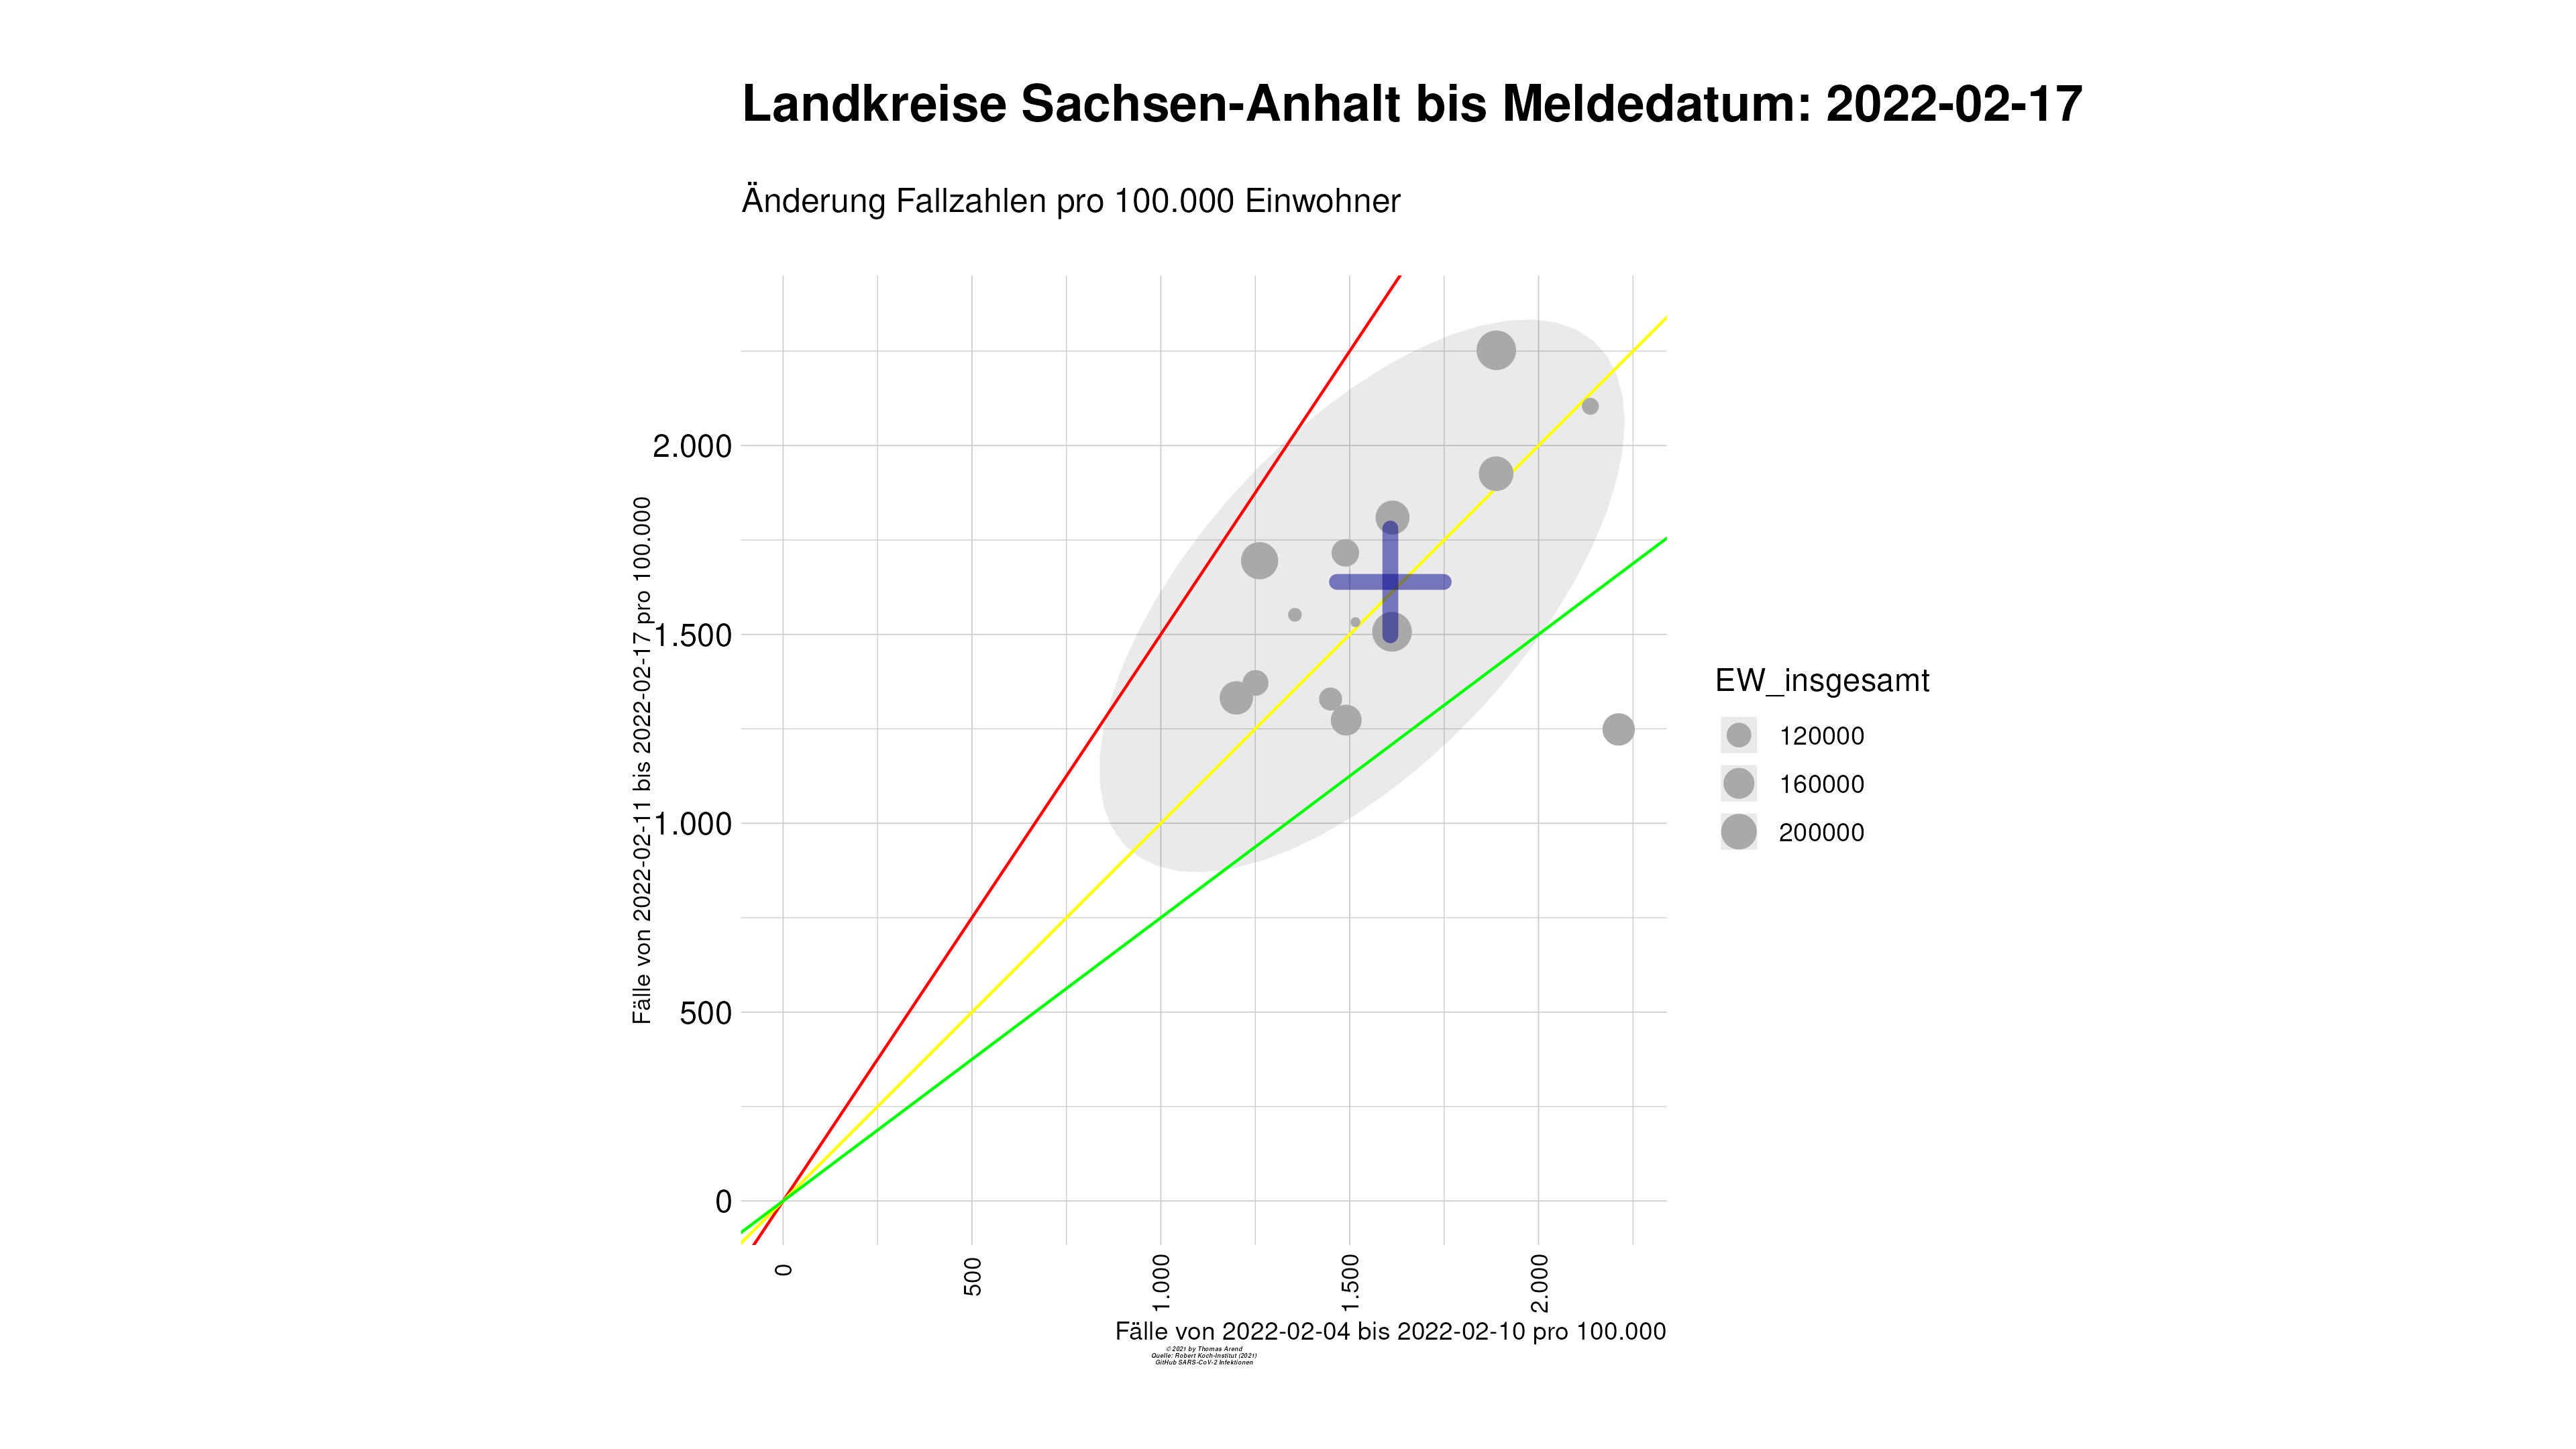 Landkreise Sachsen-Anhalt bis Meldedatum: 2022-02-17
Änderung Fallzahlen pro 100.000 Einwohner
Fälle von 2022-02-11 bis 2022-02-17 pro 100.000
2.000
1.500
1.000
500
0
0
500
1.000
1.500
2.000
Fälle von 2022-02-04 bis 2022-02-10 pro 100.000
EW_insgesamt
120000
160000
200000
© 2021 by Thomas Arend
Quelle: Robert Koch-Institut (2021)
GitHub SARS-CoV-2 Infektionen